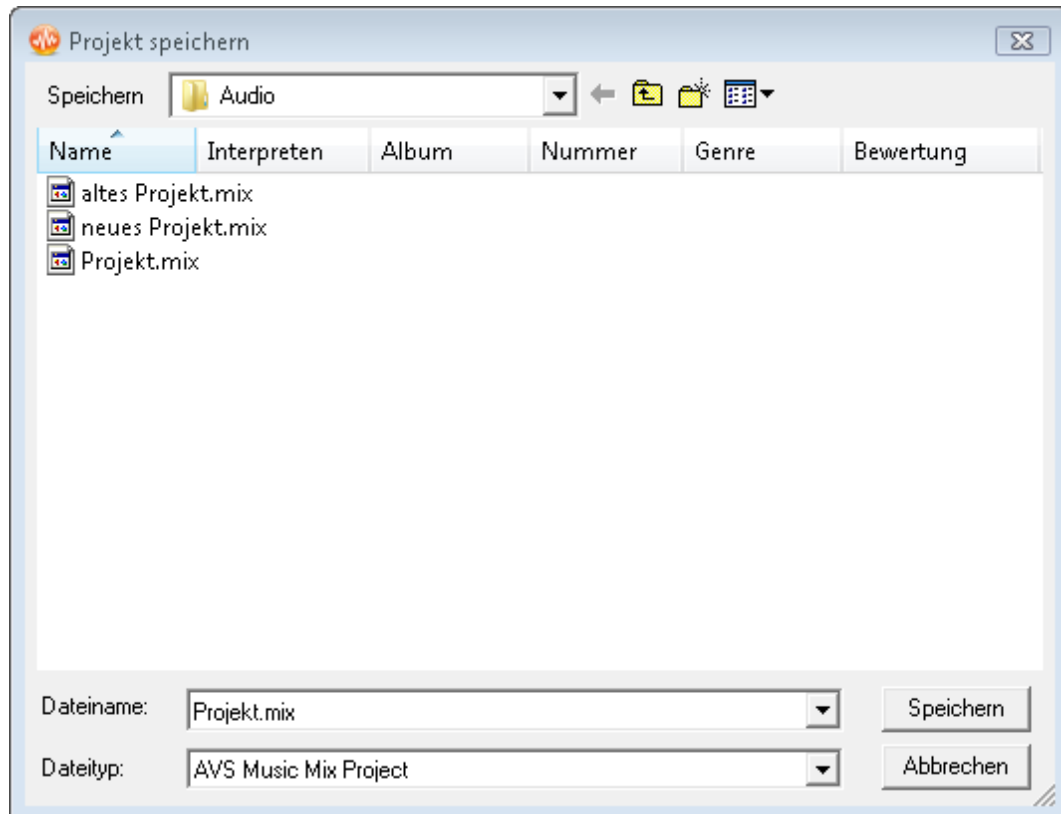 Projekt speichern
Speichern Audio
Name Interpreten Album Nummer Genre Bewertung
altes Projekt.mix
neues Projekt.mix
Projekt.mix
Dateiname: Projekt.mix Speichern
Dateityp: AVS Music Mix Project Abbrechen